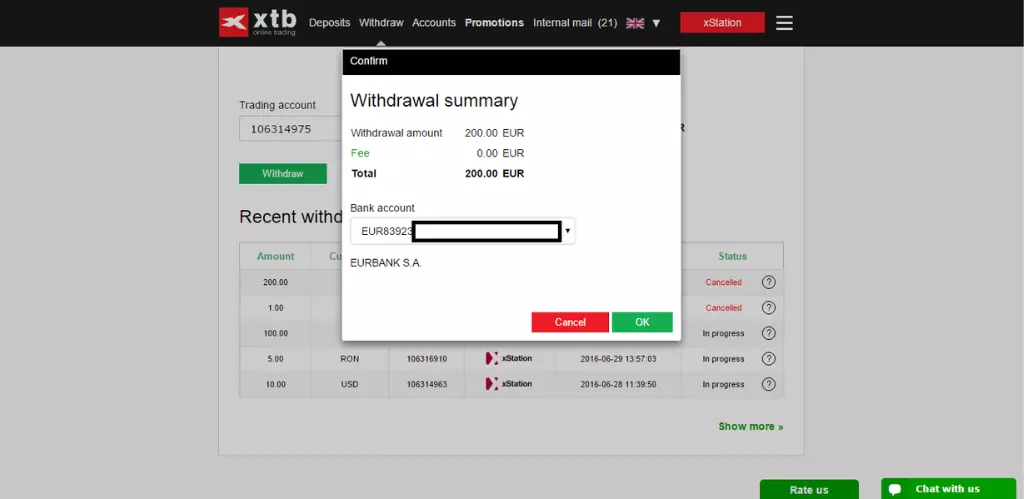 xtb
online trading
Deposits Withdraw Accounts Promotions Internal mail (21) xStation
Confirm
Withdrawal summary
Withdrawal amount 200.00 EUR
Fee 0.00 EUR
Total 200.00 EUR
Bank account
EUR83923
EURBANK S.A.
Cancel OK
Trading account
106314975
R
Withdraw
Recent withd
Amount Cu Status
200.00 Cancelled ?
1.00 Cancelled ?
100.00 In progress ?
5.00 RON 106316910 xStation 2016-06-29 13:57:03 In progress ?
10.00 USD 106314963 xStation 2016-06-28 11:39:50 In progress ?
Show more »
Rate us
Chat with us